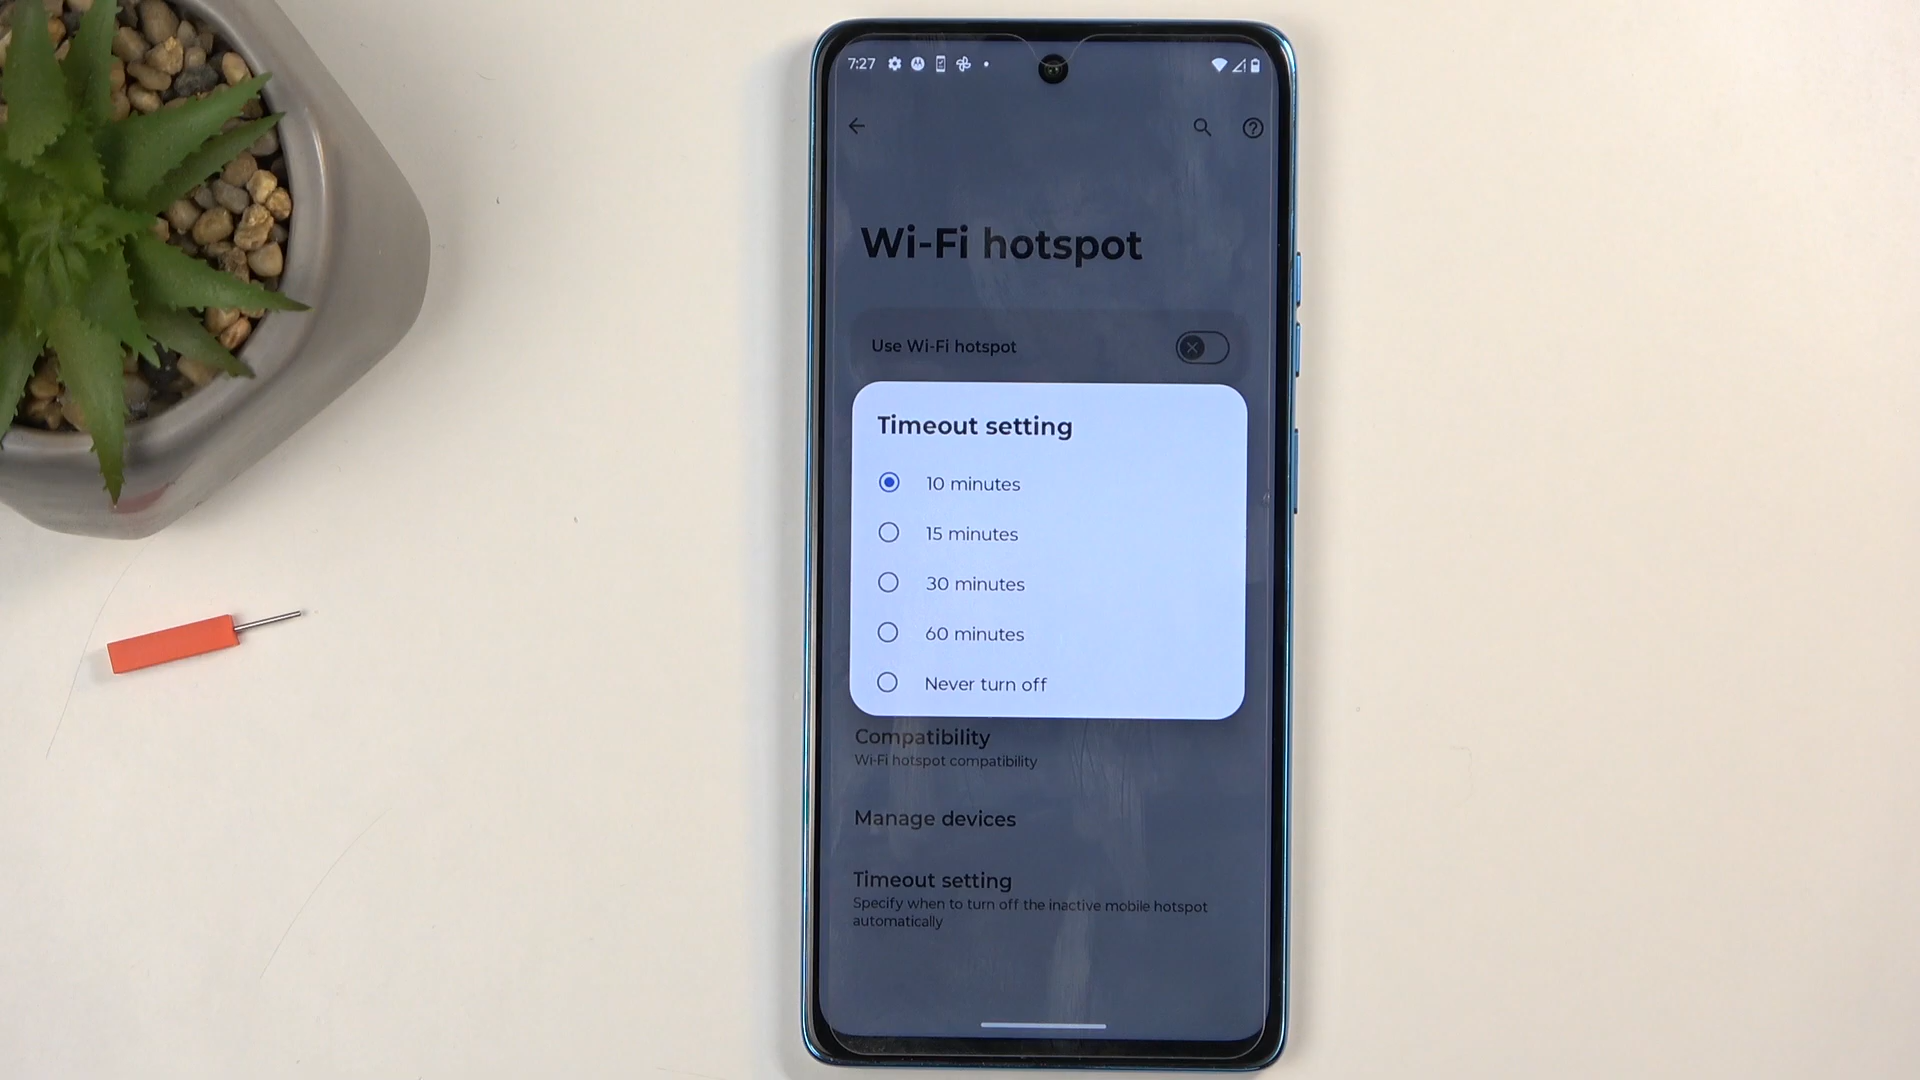 7:27
Wi-Fi hotspot
Use Wi-Fi hotspot
Timeout setting
10 minutes
15 minutes
30 minutes
60 minutes
Never turn off
Compatibility
Wi-Fi hotspot compatibility
Manage devices
Timeout setting
Specify when to turn off the inactive mobile hotspot
automatically